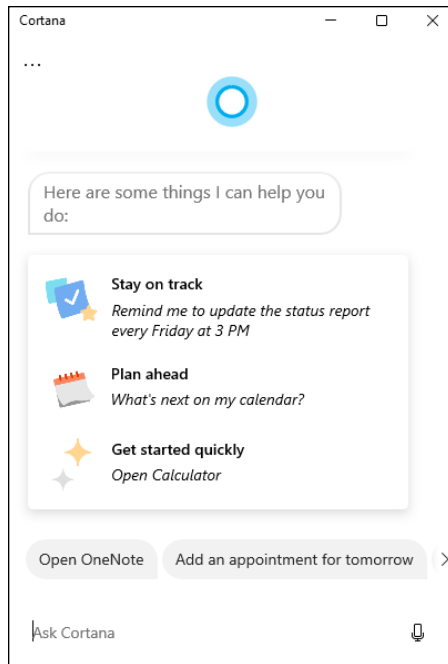 Cortana
...
Here are some things I can help you
do:
Stay on track
Remind me to update the status report
every Friday at 3 PM
Plan ahead
What's next on my calendar?
Get started quickly
Open Calculator
Open OneNote
Add an appointment for tomorrow
Ask Cortana